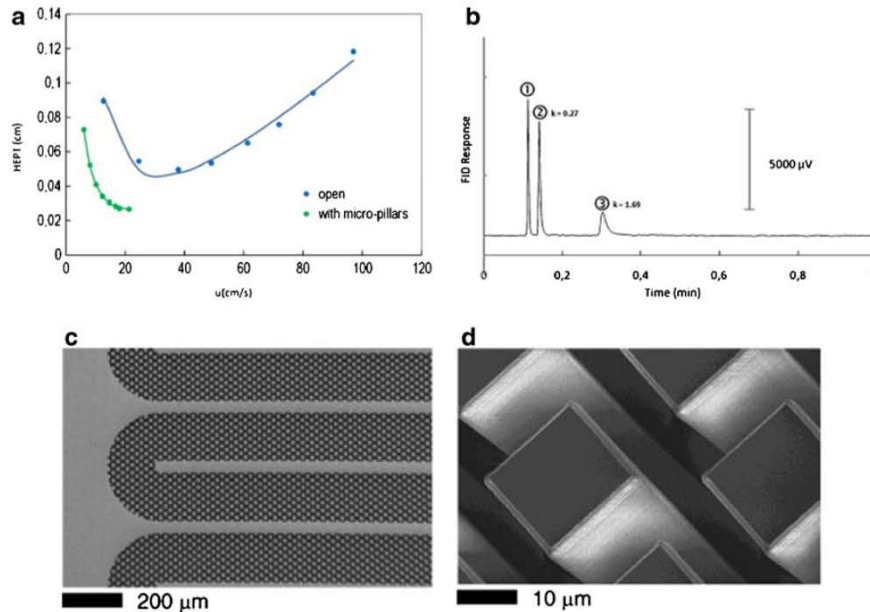 a
0.14
0.12
0.1
0.08
0.06
0.04
0.02
0
HEPT (cm)
0
20
40
60
80
100
120
u(cm/s)
open
with micro-pillars
b
FID Response
1
2
k = 0.27
3
k = 1.69
5000 µV
0
0,2
0,4
0,6
0,8
Time (min)
c
200 µm
d
10 µm